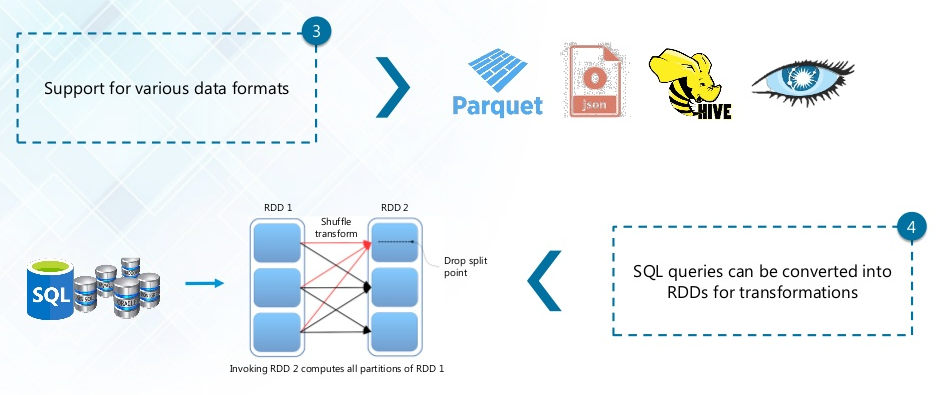 3
Support for various data formats
Parquet
json
HIVE
RDD 1
RDD 2
Shuffle
transform
Drop split
point
SQL
Invoking RDD 2 computes all partitions of RDD 1
4
SQL queries can be converted into
RDDs for transformations